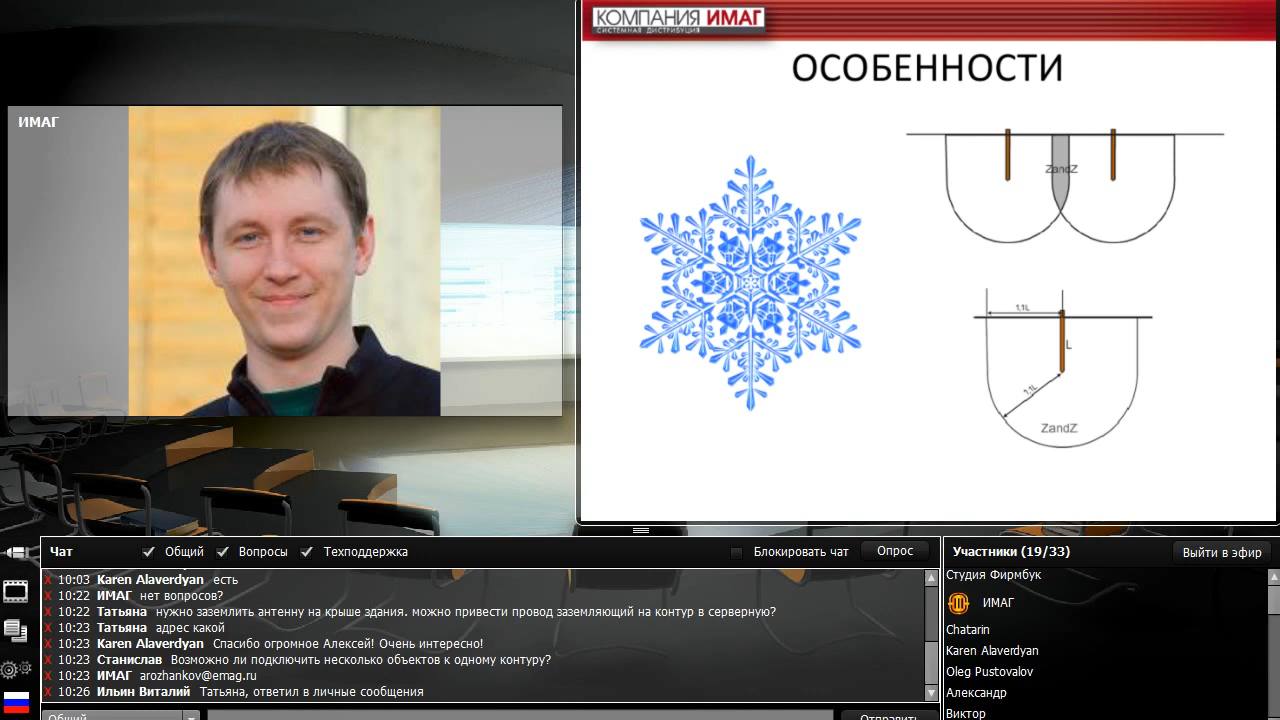 ИМАГ
КОМПАНИЯ ИМАГ
СИСТЕМНАЯ ДИСТРИБУЦИЯ
ОСОБЕННОСТИ
ZandZ
1,1L
L
1,1L
ZandZ
Чат
Общий
Вопросы
Техподдержка
Блокировать чат
Опрос
X 10:03 Karen Alaverdyan есть
X 10:22 ИМАГ нет вопросов?
X 10:22 Татьяна нужно заземлить антенну на крыше здания. можно привести провод заземляющий на контур в серверную?
X 10:23 Татьяна адрес какой
X 10:23 Karen Alaverdyan Спасибо огромное Алексей! Очень интересно!
X 10:23 Станислав Возможно ли подключить несколько объектов к одному контуру?
X 10:23 ИМАГ arozhankov@emag.ru
X 10:26 Ильин Виталий Татьяна, ответил в личные сообщения
Общий
Отправить
Участники (19/33)
Выйти в эфир
Студия Фирмбук
ИМАГ
Chatarin
Karen Alaverdyan
Oleg Pustovalov
Александр
Виктор